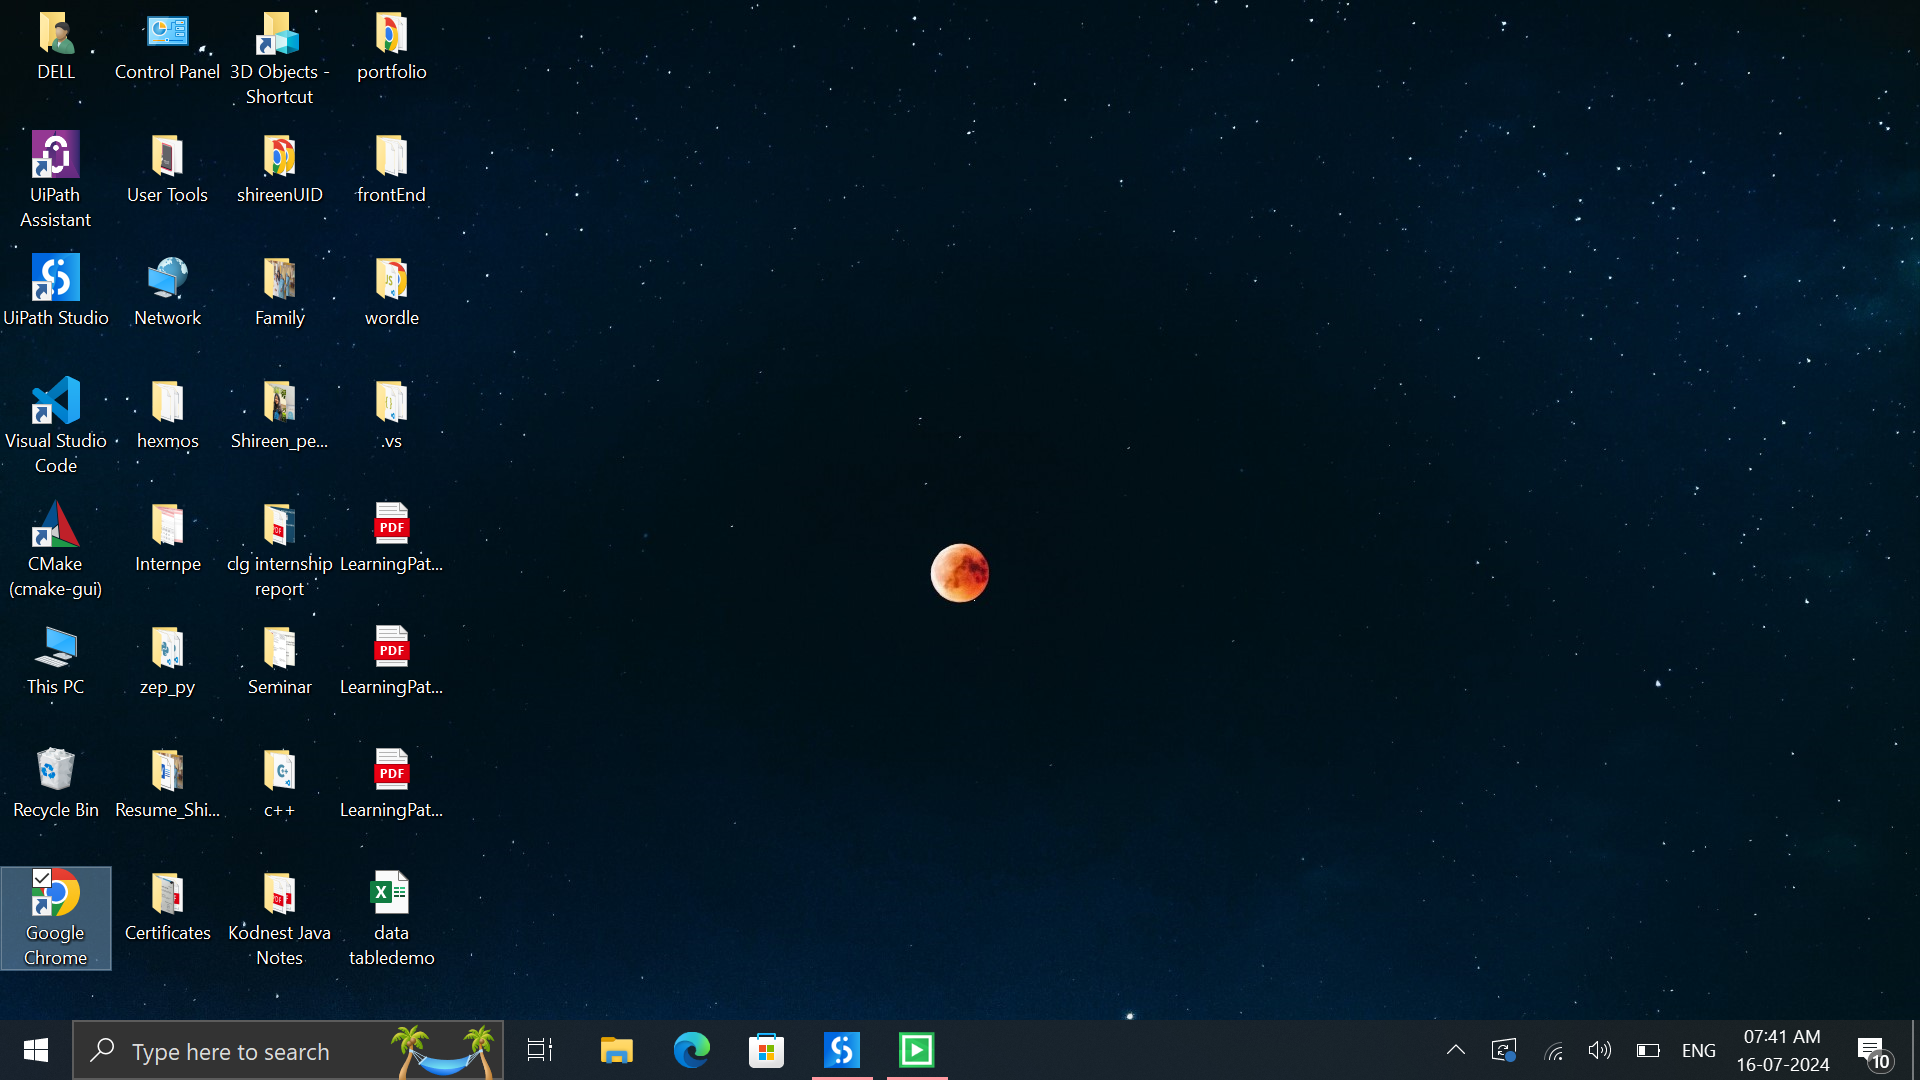 DELL
Control Panel
3D Objects -
Shortcut
portfolio
UiPath
Assistant
User Tools
shireenUID
frontEnd
UiPath Studio
Network
Family
wordle
Visual Studio
Code
hexmos
Shireen_pe...
.vs
CMake
(cmake-gui)
Internpe
clg internship
report
PDF
LearningPat...
This PC
zep_py
Seminar
PDF
LearningPat...
Recycle Bin
Resume_Shi...
c++
PDF
LearningPat...
Google
Chrome
Certificates
Kodnest Java
Notes
data
tabledemo
Type here to search
ENG
07:41 AM
16-07-2024
10